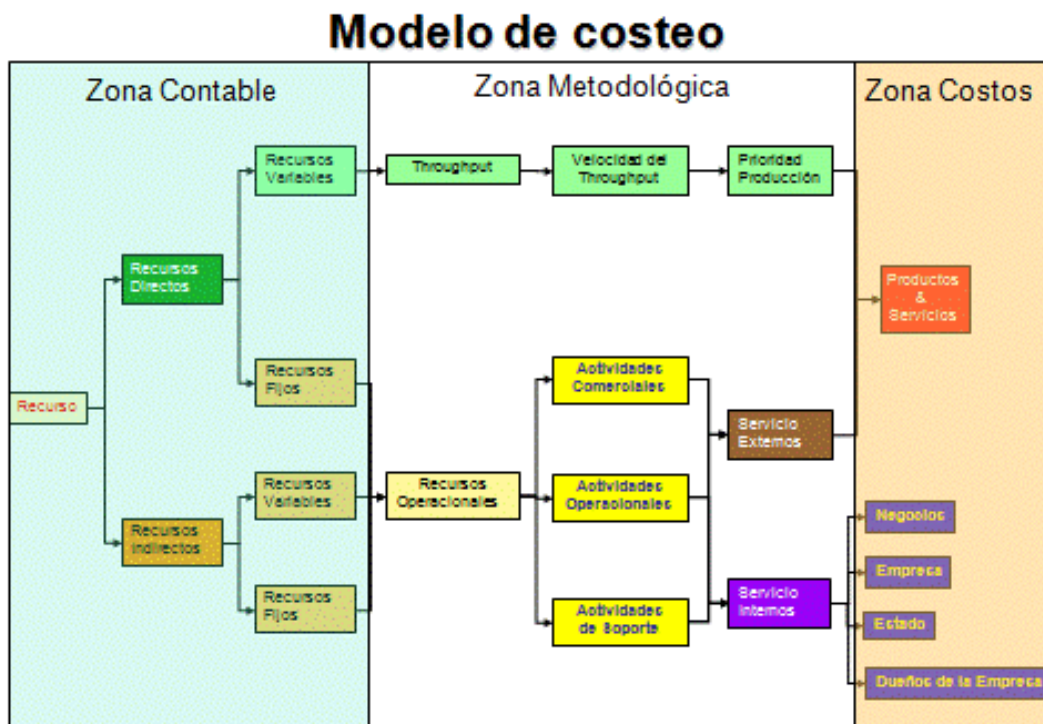 Modelo de costeo
Zona Contable
Zona Metodológica
Zona Costos
Recursos
Variables
Throughput
Velocidad del
Throughput
Prioridad
Producción
Recursos
Directos
Productos
&
Servicios
Recursos
Fijos
Actividades
Comerciales
Recurso
Servicio
Externos
Recursos
Variables
Recursos
Operacionales
Actividades
Operacionales
Negocios
Recursos
Indirectos
Empresa
Recursos
Fijos
Actividades
de Soporte
Servicio
Internos
Estado
Dueños de la Empresa